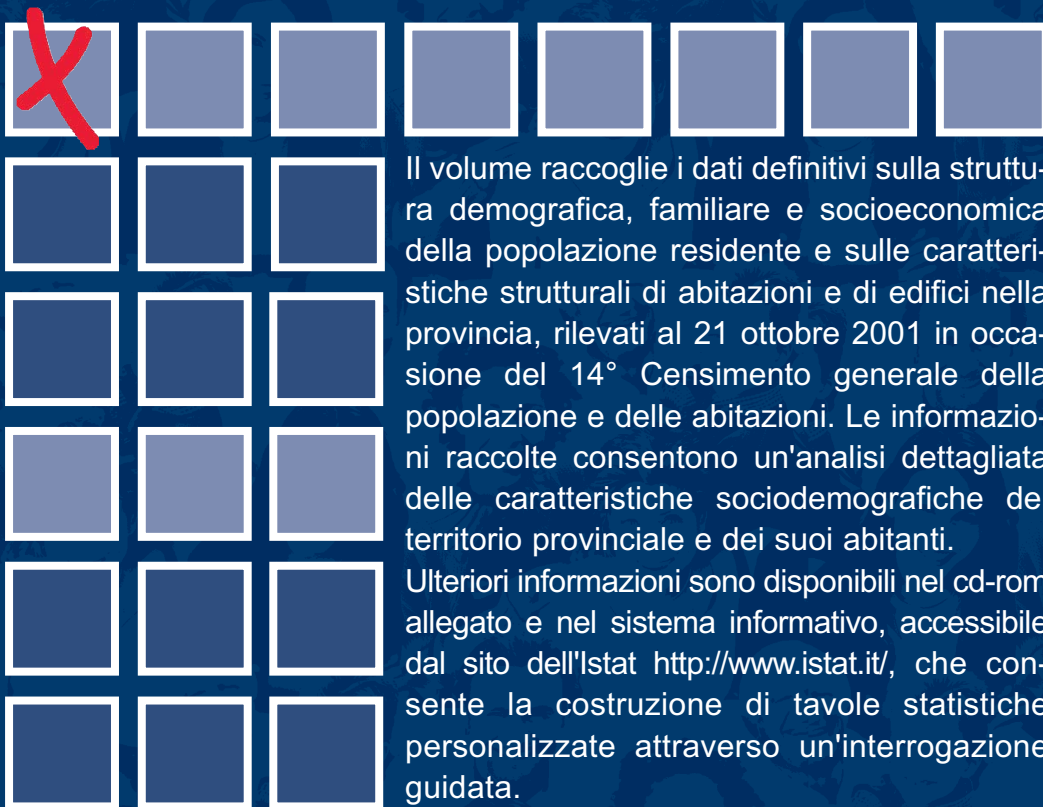 Il volume raccoglie i dati definitivi sulla struttu-
ra demografica, familiare e socioeconomica
della popolazione residente e sulle caratteri-
stiche strutturali di abitazioni e di edifici nella
provincia, rilevati al 21 ottobre 2001 in occa-
sione del 14° Censimento generale della
popolazione e delle abitazioni. Le informazio-
ni raccolte consentono un'analisi dettagliata
delle caratteristiche sociodemografiche del
territorio provinciale e dei suoi abitanti.
Ulteriori informazioni sono disponibili nel cd-rom
allegato e nel sistema informativo, accessibile
dal sito dell'Istat http://www.istat.it/, che con-
sente la costruzione di tavole statistiche
personalizzate attraverso un'interrogazione
guidata.